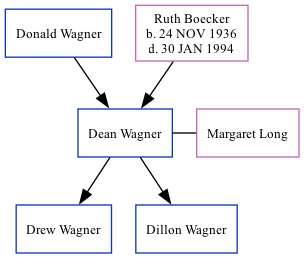 Donald Wagner
Ruth Boecker
b. 24 NOV 1936
d. 30 JAN 1994
Dean Wagner
Margaret Long
Drew Wagner
Dillon Wagner